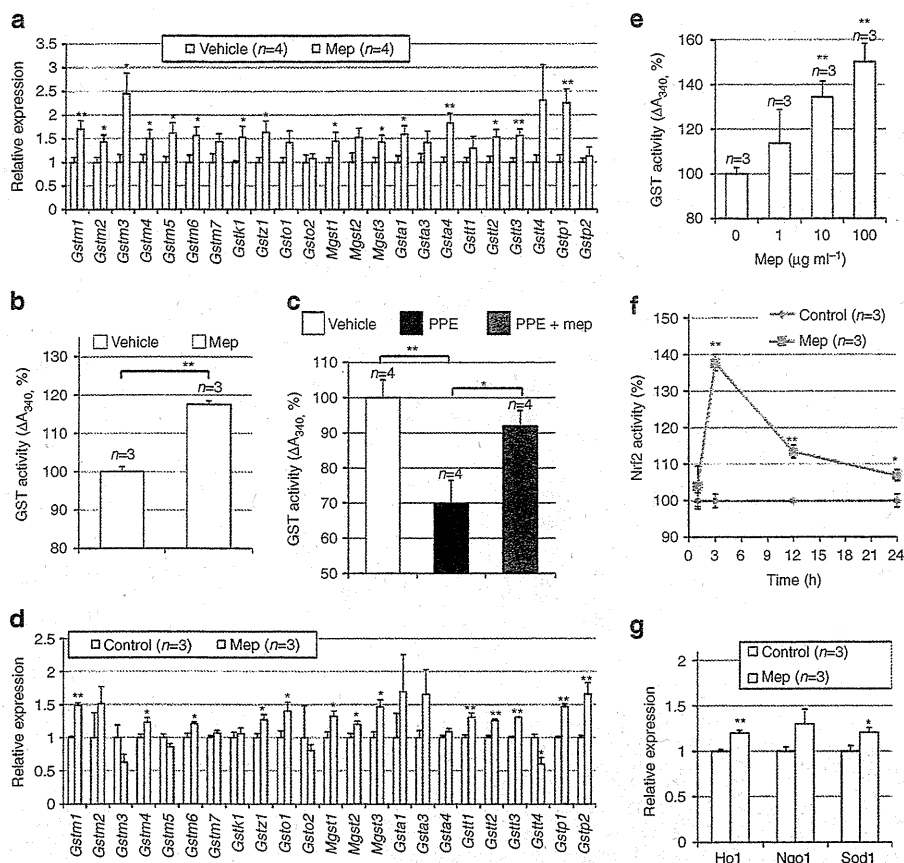 a
Vehicle (n=4) Mep (n=4)
Relative expression
3.5
3
2.5
2
1.5
1
0.5
0
* ** * * * * * * * * * * ** * ** **
Gstm1 Gstm2 Gstm3 Gstm4 Gstm5 Gstm6 Gstm7 Gstk1 Gstz1 Gsto1 Gsto2 Mgst1 Mgst2 Mgst3 Gsta1 Gsta3 Gsta4 Gstt1 Gstt2 Gstt3 Gstt4 Gstp1 Gstp2
b
Vehicle Mep
GST activity (ΔA340, %)
130
120
110
100
90
80
**
n=3
n=3
c
Vehicle PPE PPE + mep
GST activity (ΔA340, %)
110
100
90
80
70
60
50
**
*
n=4
n=4
n=4
d
Control (n=3) Mep (n=3)
Relative expression
2.5
2
1.5
1
0.5
0
** * * * * * * * ** ** ** * ** **
Gstm1 Gstm2 Gstm3 Gstm4 Gstm5 Gstm6 Gstm7 Gstk1 Gstz1 Gsto1 Gsto2 Mgst1 Mgst2 Mgst3 Gsta1 Gsta3 Gsta4 Gstt1 Gstt2 Gstt3 Gstt4 Gstp1 Gstp2
e
GST activity (ΔA340, %)
160
140
120
100
80
n=3
n=3
**
n=3
**
n=3
0 1 10 100
Mep (μg ml−1)
f
Control (n=3)
Mep (n=3)
Nrf2 activity (%)
150
140
130
120
110
100
90
**
**
*
0 3 6 9 12 15 18 21 24
Time (h)
g
Control (n=3)
Mep (n=3)
Relative expression
2
1.5
1
0.5
0
** *
Ho1 Nqo1 Sod1